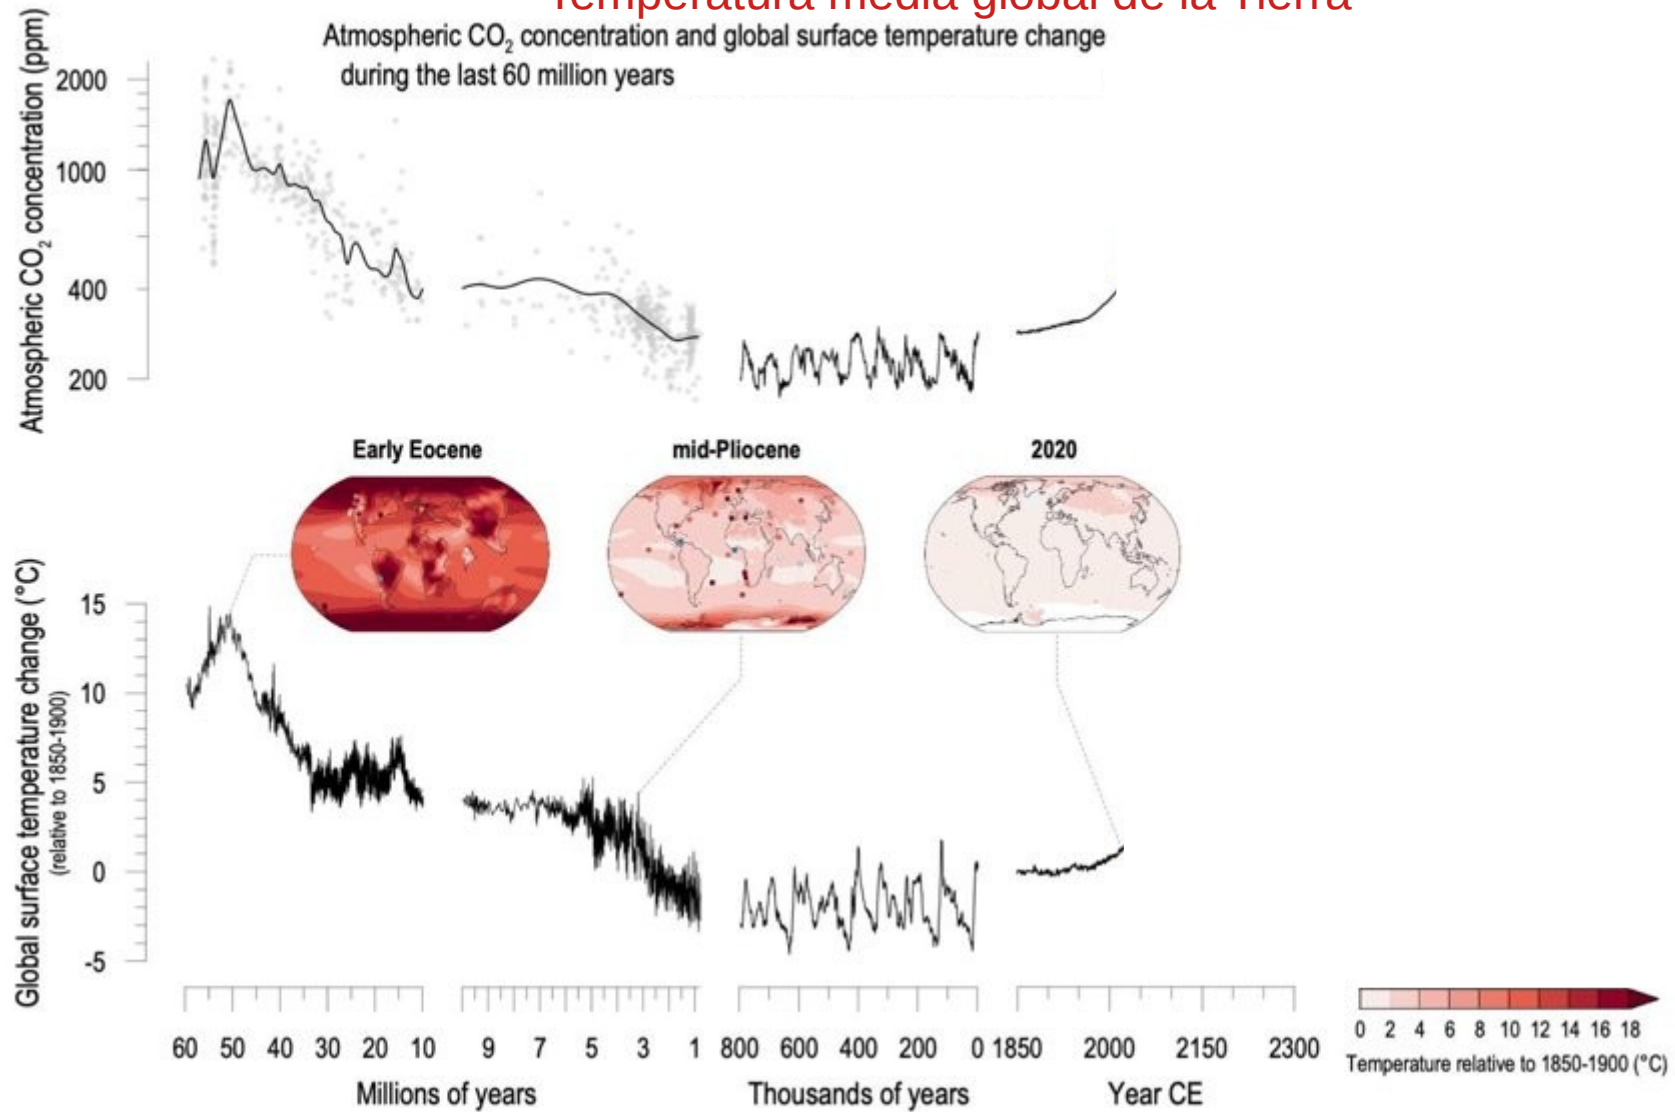 Temperatura media global de la Tierra
Atmospheric CO₂ concentration and global surface temperature change
during the last 60 million years
Atmospheric CO₂ concentration (ppm)
2000
1000
400
200
Early Eocene
mid-Pliocene
2020
Global surface temperature change (°C)
(relative to 1850-1900)
15
10
5
0
-5
60 50 40 30 20 10 9 7 5 3 1 800 600 400 200 0 1850 2000 2150 2300
Millions of years Thousands of years Year CE
0 2 4 6 8 10 12 14 16 18
Temperature relative to 1850-1900 (°C)